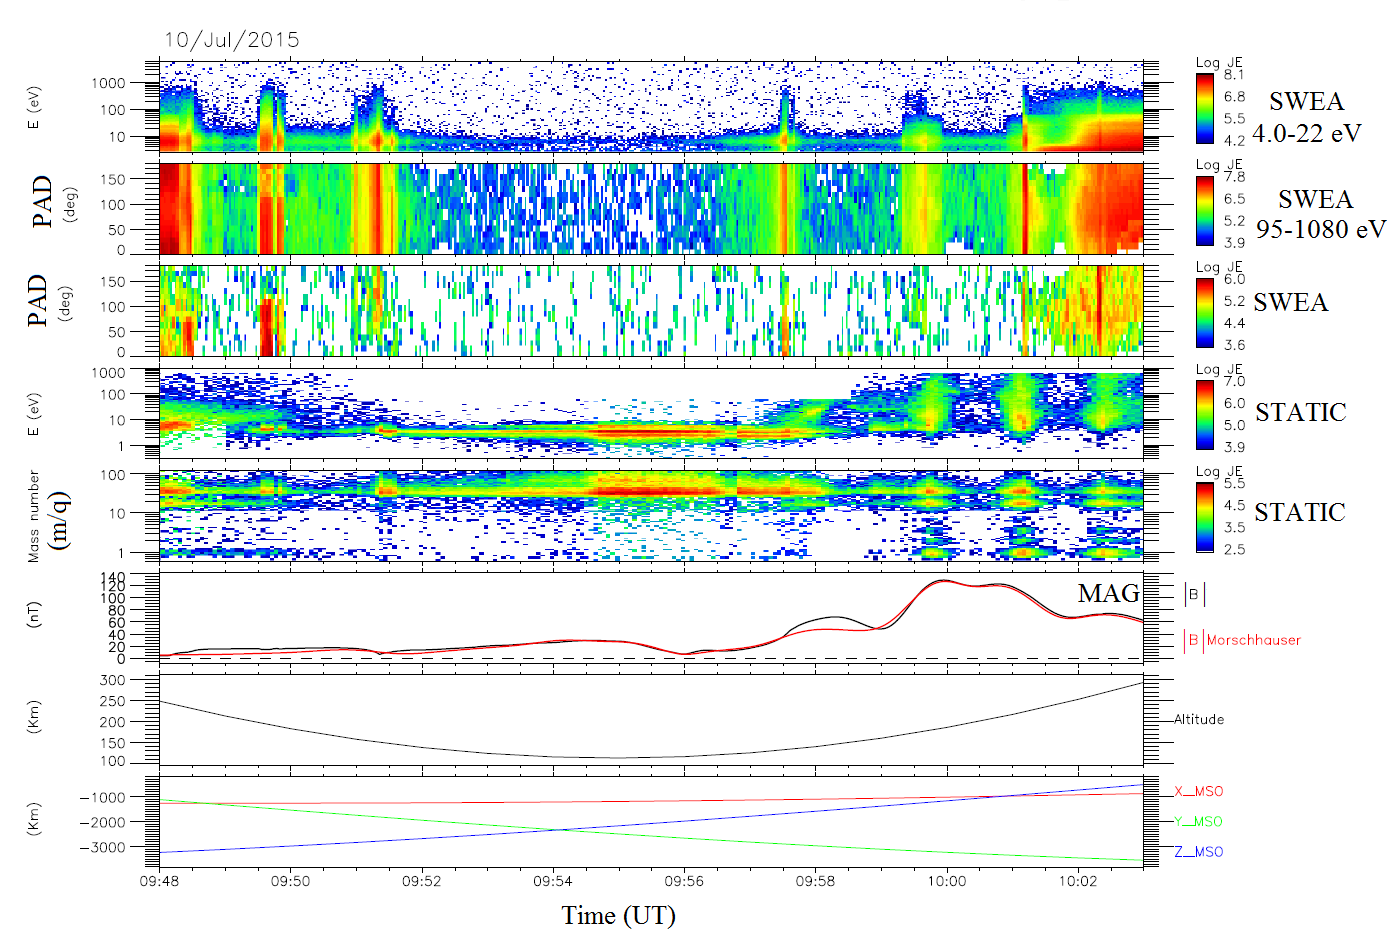 10/Jul/2015
E (eV)
1000
100
10
Log JE
8.1
6.8
5.5
4.2
SWEA
4.0-22 eV
PAD
(deg)
150
100
50
0
Log JE
7.8
6.5
5.2
3.9
SWEA
95-1080 eV
PAD
(deg)
150
100
50
0
Log JE
6.0
5.2
4.4
3.6
SWEA
E (eV)
1000
100
10
1
Log JE
7.0
6.0
5.0
3.9
STATIC
Mass number
(m/q)
100
10
1
Log JE
5.5
4.5
3.5
2.5
STATIC
(nT)
140
120
100
80
60
40
20
0
MAG
|B|
|B|Morschhauser
(Km)
300
250
200
150
100
Altitude
(Km)
-1000
-2000
-3000
X_MSO
Y_MSO
Z_MSO
09:48 09:50 09:52 09:54 09:56 09:58 10:00 10:02
Time (UT)